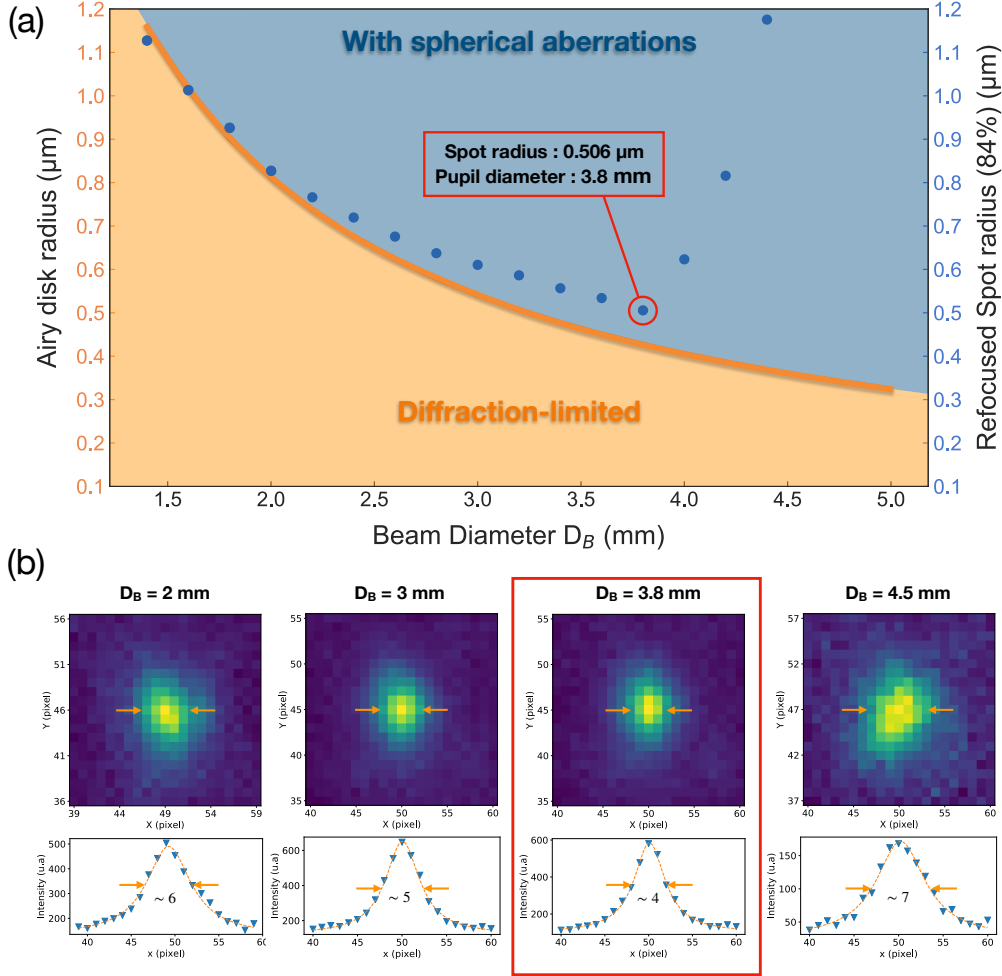 (a)
With spherical aberrations
Spot radius : 0.506 μm
Pupil diameter : 3.8 mm
Diffraction-limited
Airy disk radius (μm)
1.2
1.1
1.0
0.9
0.8
0.7
0.6
0.5
0.4
0.3
0.2
0.1
Refocused Spot radius (84%) (μm)
1.2
1.1
1.0
0.9
0.8
0.7
0.6
0.5
0.4
0.3
0.2
0.1
1.5 2.0 2.5 3.0 3.5 4.0 4.5 5.0
Beam Diameter D_B (mm)
(b)
D_B = 2 mm
Y (pixel)
56
51
46
41
36
39 44 49 54 59
X (pixel)
Intensity (u.a)
500
400
300
200
~ 6
40 45 50 55 60
x (pixel)
D_B = 3 mm
Y (pixel)
55
50
45
40
35
40 45 50 55 60
X (pixel)
Intensity (u.a)
600
400
200
~ 5
40 45 50 55 60
x (pixel)
D_B = 3.8 mm
Y (pixel)
55
50
45
40
35
40 45 50 55 60
X (pixel)
Intensity (u.a)
600
400
200
~ 4
40 45 50 55 60
x (pixel)
D_B = 4.5 mm
Y (pixel)
57
52
47
42
37
40 45 50 55 60
X (pixel)
Intensity (u.a)
150
100
50
~ 7
40 45 50 55 60
x (pixel)